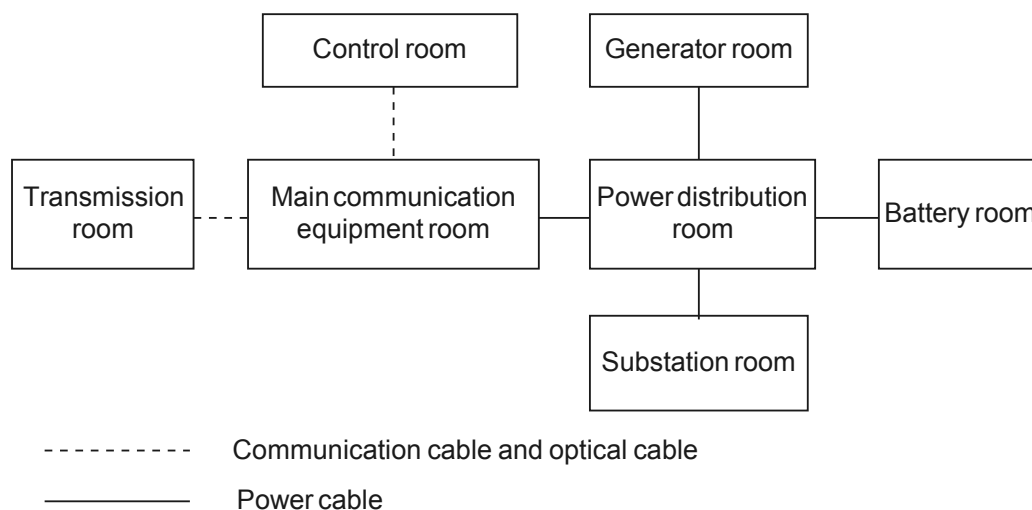 Control room
Generator room
Transmission
room
Main communication
equipment room
Power distribution
room
Battery room
Substation room
Communication cable and optical cable
Power cable